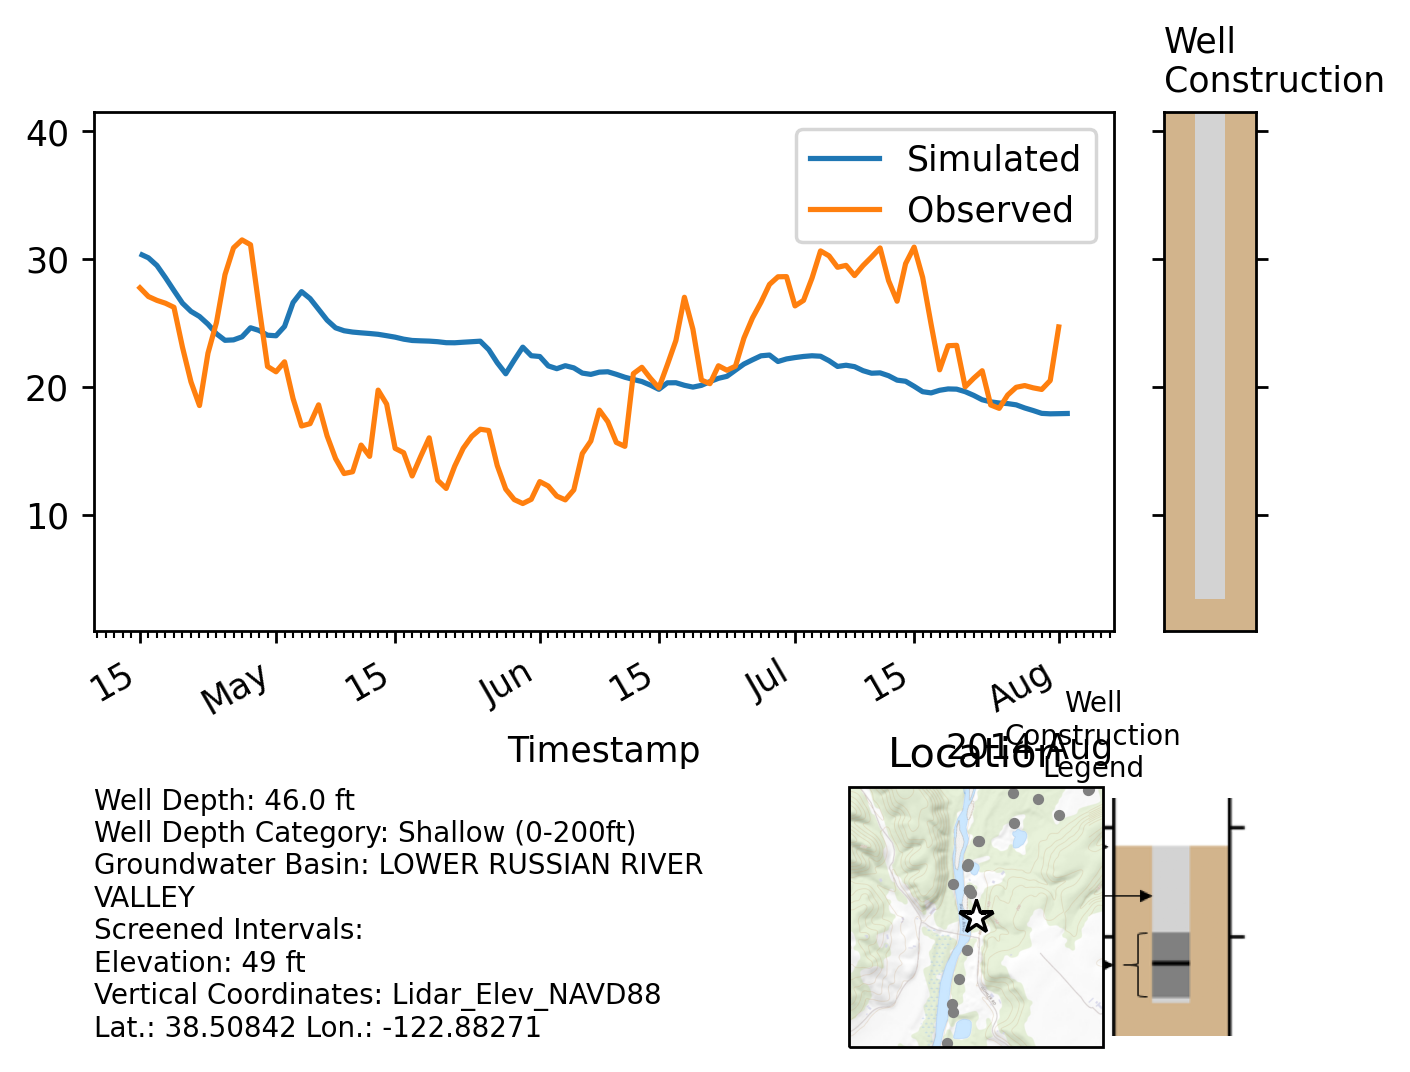 Well
Construction
40
30
20
10
Simulated
Observed
15
May
15
Jun
15
Jul
15
Aug
Timestamp
2014-Aug
Well
Construction
Legend
Location
Well Depth: 46.0 ft
Well Depth Category: Shallow (0-200ft)
Groundwater Basin: LOWER RUSSIAN RIVER
VALLEY
Screened Intervals:
Elevation: 49 ft
Vertical Coordinates: Lidar_Elev_NAVD88
Lat.: 38.50842 Lon.: -122.88271